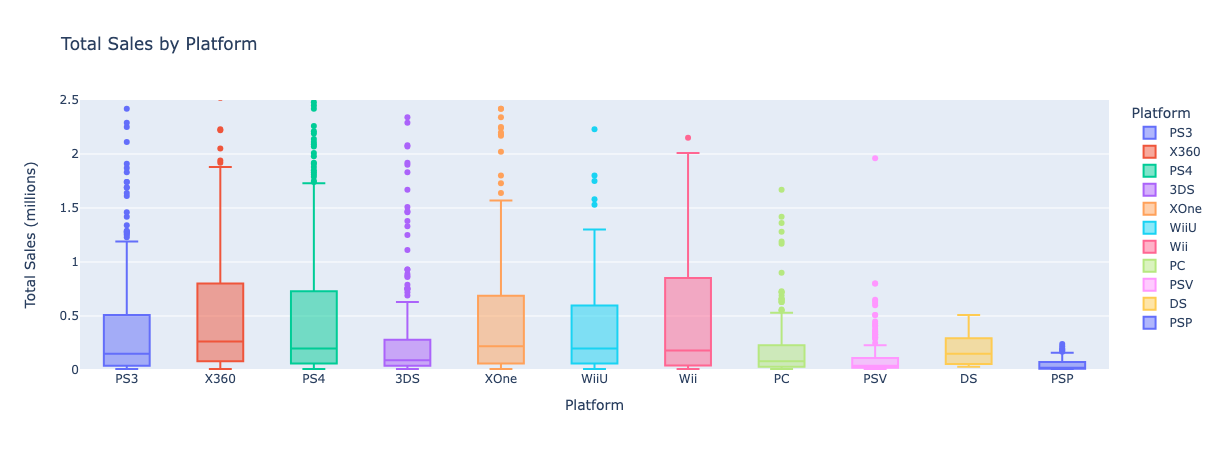 Total Sales by Platform
Total Sales (millions)
2.5
2
1.5
1
0.5
0
PS3 X360 PS4 3DS XOne WiiU Wii PC PSV DS PSP
Platform
Platform
PS3
X360
PS4
3DS
XOne
WiiU
Wii
PC
PSV
DS
PSP